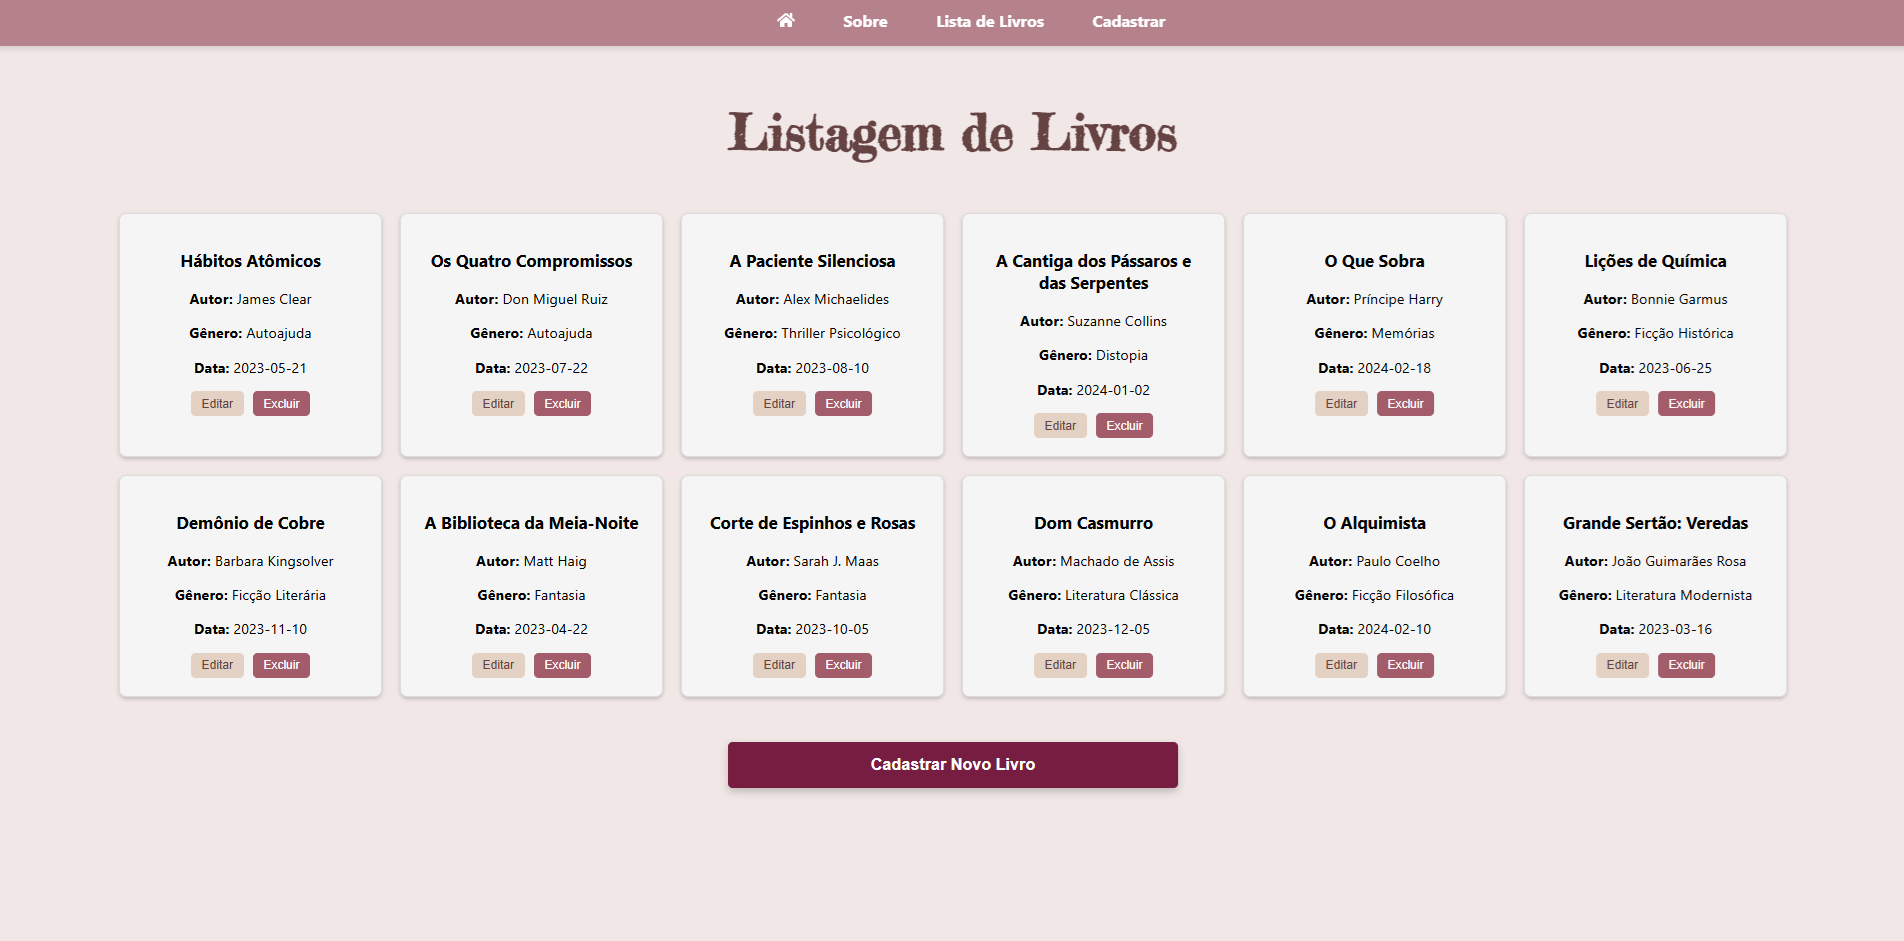 Sobre Lista de Livros Cadastrar
Listagem de Livros
Hábitos Atômicos
Autor: James Clear
Gênero: Autoajuda
Data: 2023-05-21
Editar Excluir
Os Quatro Compromissos
Autor: Don Miguel Ruiz
Gênero: Autoajuda
Data: 2023-07-22
Editar Excluir
A Paciente Silenciosa
Autor: Alex Michaelides
Gênero: Thriller Psicológico
Data: 2023-08-10
Editar Excluir
A Cantiga dos Pássaros e
das Serpentes
Autor: Suzanne Collins
Gênero: Distopia
Data: 2024-01-02
Editar Excluir
O Que Sobra
Autor: Príncipe Harry
Gênero: Memórias
Data: 2024-02-18
Editar Excluir
Lições de Química
Autor: Bonnie Garmus
Gênero: Ficção Histórica
Data: 2023-06-25
Editar Excluir
Demônio de Cobre
Autor: Barbara Kingsolver
Gênero: Ficção Literária
Data: 2023-11-10
Editar Excluir
A Biblioteca da Meia-Noite
Autor: Matt Haig
Gênero: Fantasia
Data: 2023-04-22
Editar Excluir
Corte de Espinhos e Rosas
Autor: Sarah J. Maas
Gênero: Fantasia
Data: 2023-10-05
Editar Excluir
Dom Casmurro
Autor: Machado de Assis
Gênero: Literatura Clássica
Data: 2023-12-05
Editar Excluir
O Alquimista
Autor: Paulo Coelho
Gênero: Ficção Filosófica
Data: 2024-02-10
Editar Excluir
Grande Sertão: Veredas
Autor: João Guimarães Rosa
Gênero: Literatura Modernista
Data: 2023-03-16
Editar Excluir
Cadastrar Novo Livro